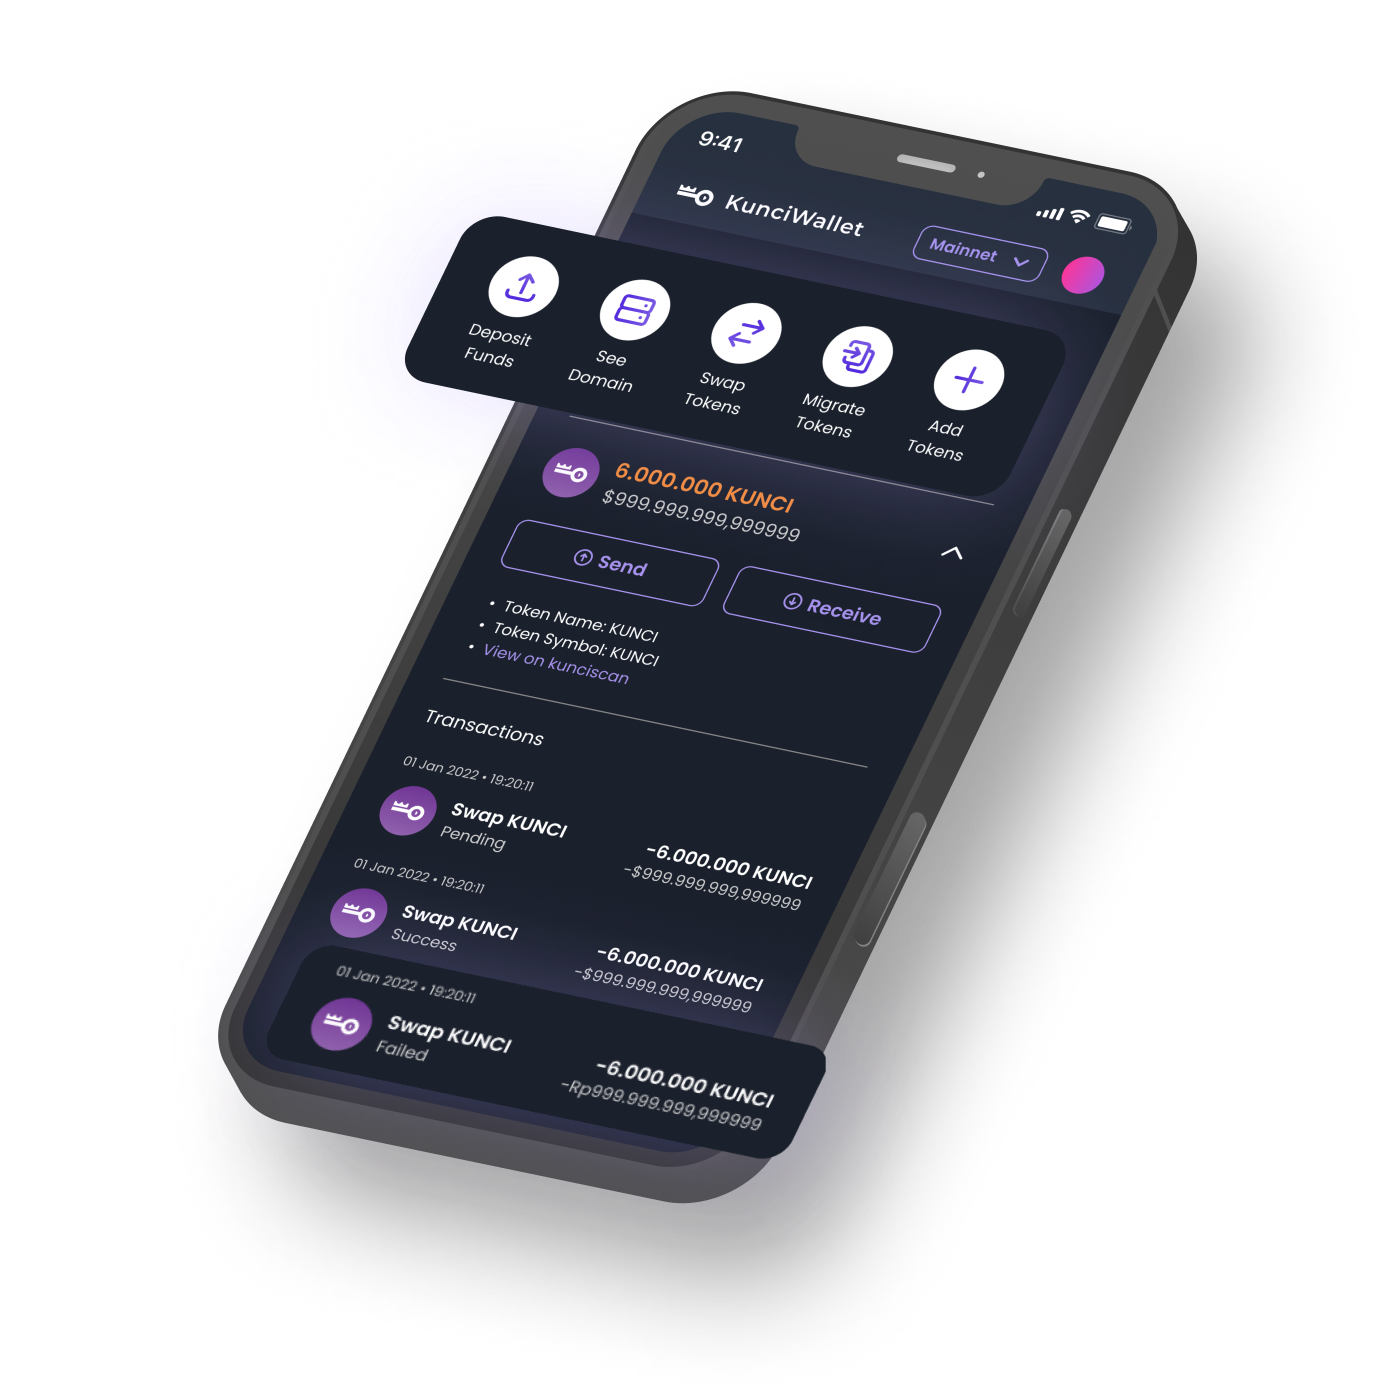 9:41
KunciWallet
Mainnet
Deposit
Funds
See
Domain
Swap
Tokens
Migrate
Tokens
Add
Tokens
6.000.000 KUNCI
$999.999.999,999999
Send
Receive
• Token Name: KUNCI
• Token Symbol: KUNCI
• View on kunciscan
Transactions
01 Jan 2022 • 19:20:11
Swap KUNCI
Pending
-6.000.000 KUNCI
-$999.999.999,999999
01 Jan 2022 • 19:20:11
Swap KUNCI
Success
-6.000.000 KUNCI
-$999.999.999,999999
01 Jan 2022 • 19:20:11
Swap KUNCI
Failed
-6.000.000 KUNCI
-Rp999.999.999,999999